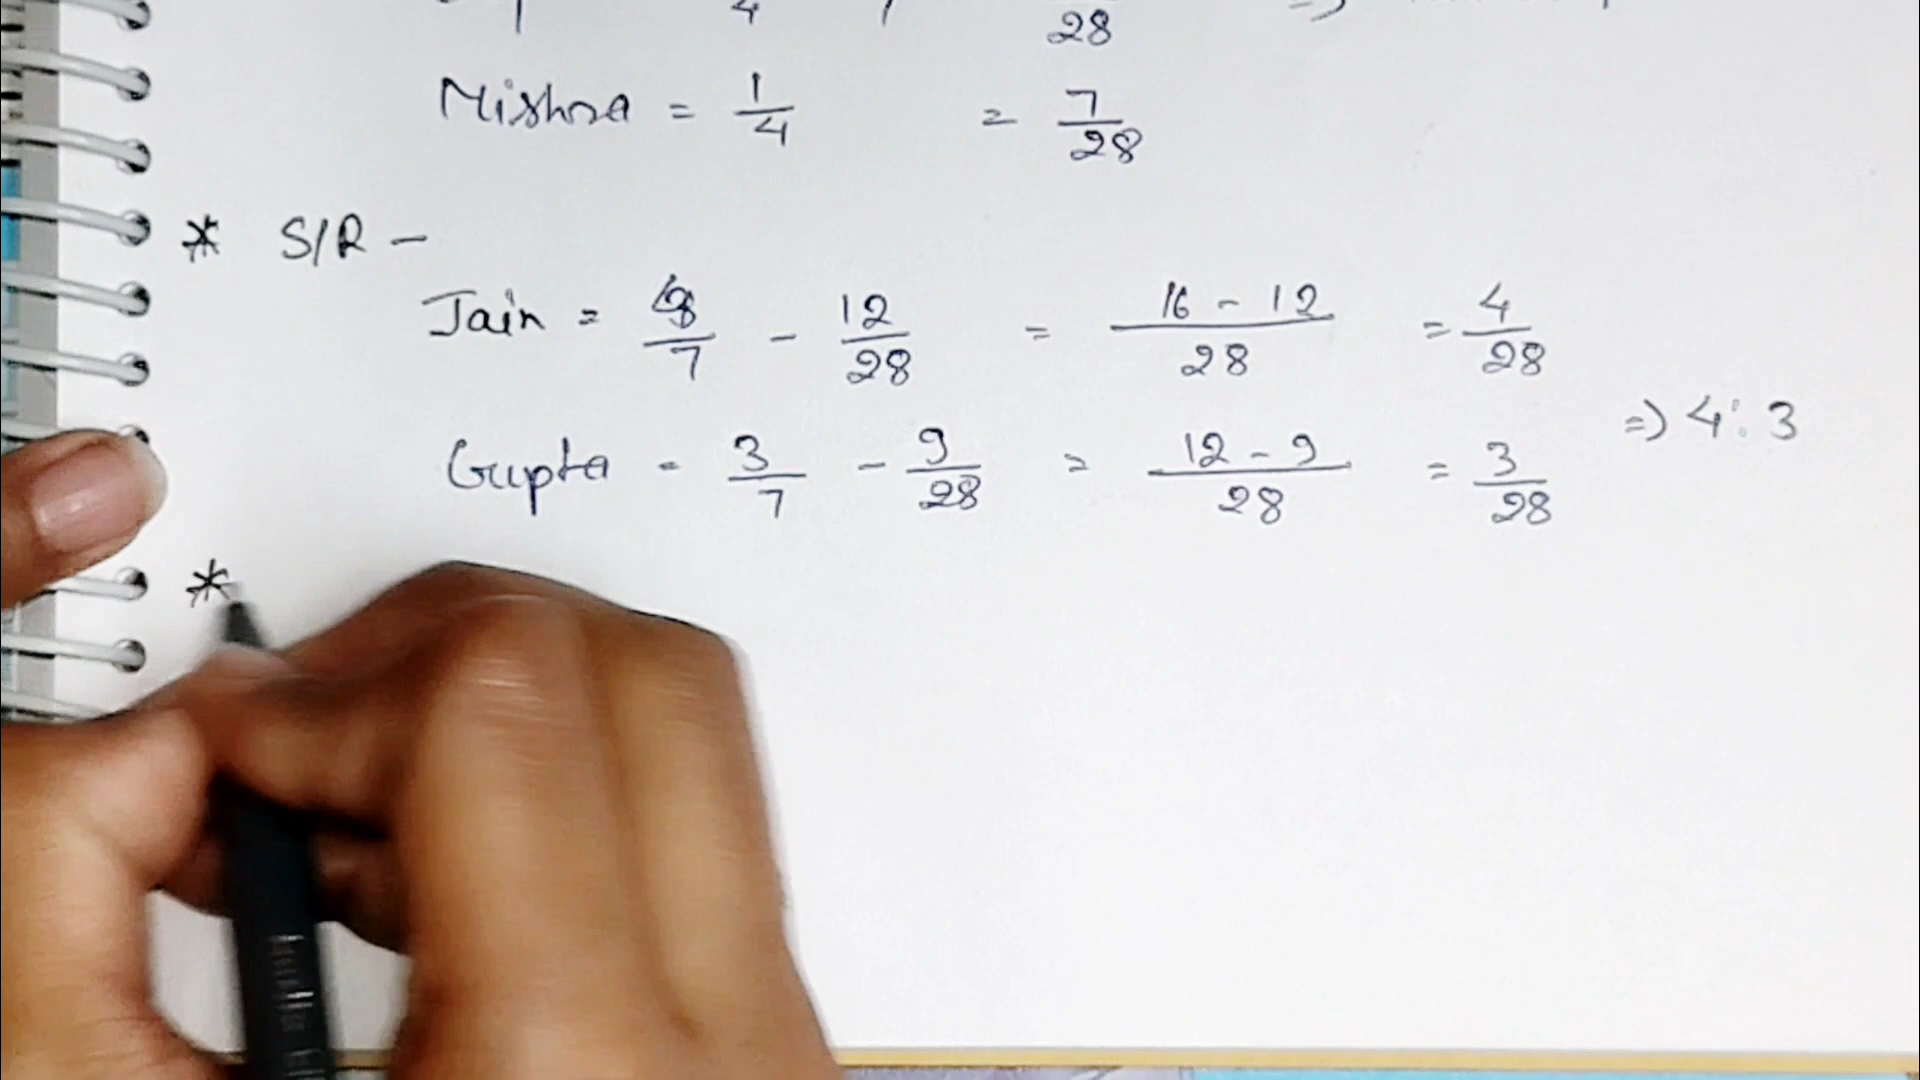 4 28 =>
Mishra = 1/4 = 7/28
* S/R -
Jain = /7 - 12/28 = 16 - 12/28 = 4/28
=> 4:3
Gupta = 3/7 - 9/28 = 12 - 9/28 = 3/28
*